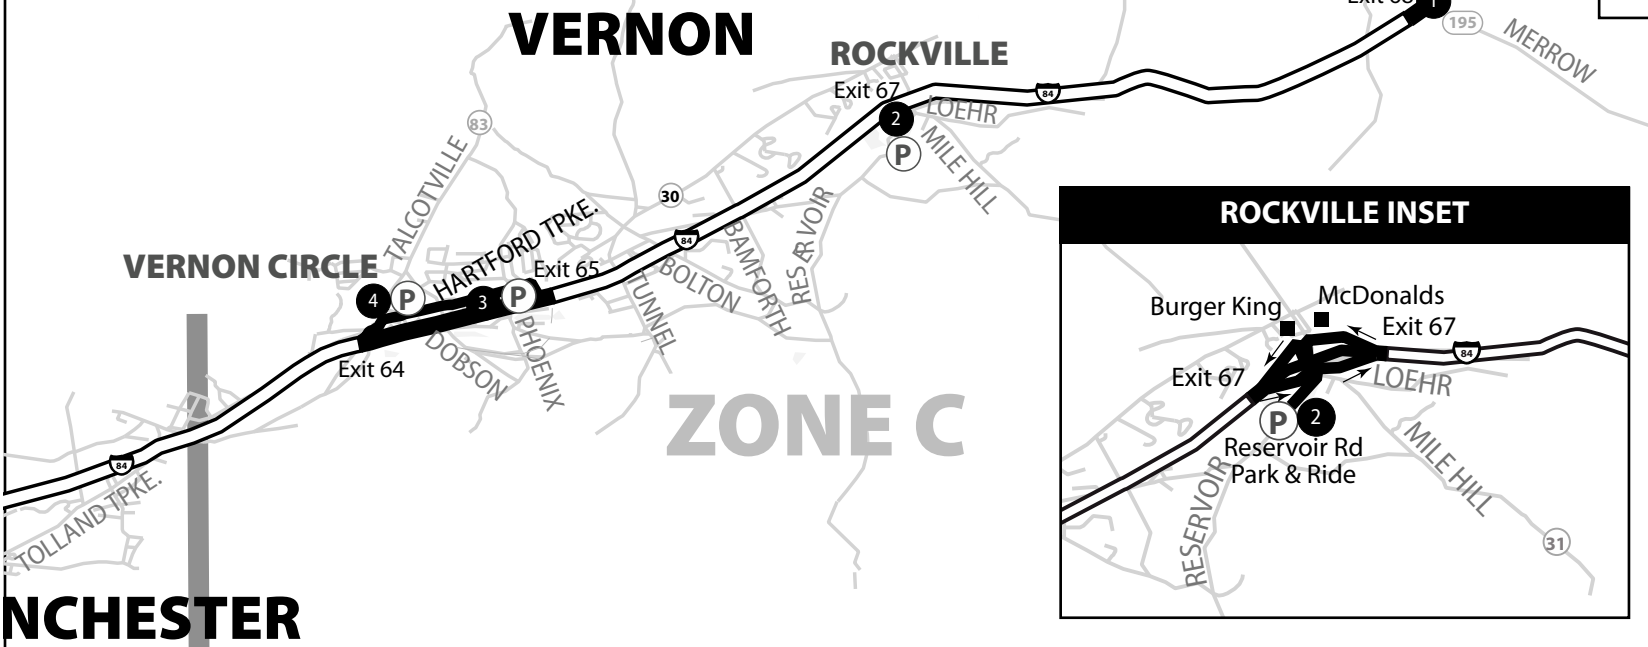 VERNON
ROCKVILLE
Exit 67
2
P
LOEHR
84
1
195
MERROW
MILE HILL
83
TALCOTVILLE
30
HARTFORD TPKE.
VERNON CIRCLE
4
P
3
P
Exit 65
84
BAMFORTH
RESERVOIR
BOLTON
TUNNEL
PHOENIX
DOBSON
Exit 64
ZONE C
84
TOLLAND TPKE.
NCHESTER
ROCKVILLE INSET
Burger King
McDonalds
Exit 67
84
Exit 67
LOEHR
P
2
Reservoir Rd
Park & Ride
RESERVOIR
MILE HILL
31